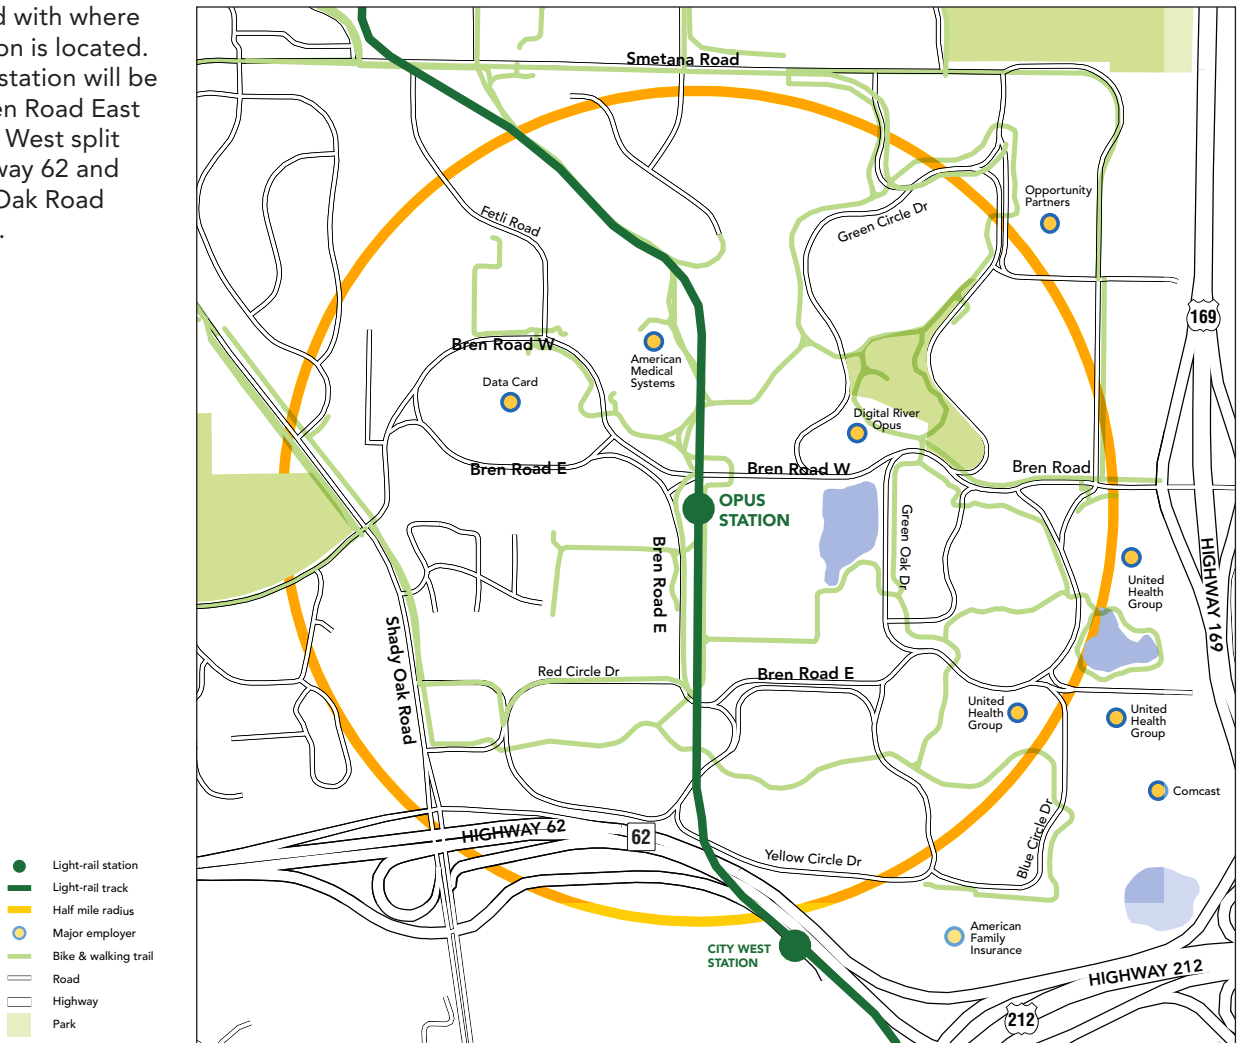 d with where
on is located.
station will be
en Road East
West split
way 62 and
Oak Road
.
Smetana Road
Opportunity
Partners
Fetli Road
Green Circle Dr
169
Bren Road W
American
Medical
Systems
Data Card
Digital River
Opus
Bren Road E
Bren Road W
Bren Road
OPUS
STATION
Green Oak Dr
Bren Road E
HIGHWAY 169
United
Health
Group
Shady Oak Road
Red Circle Dr
Bren Road E
United
Health
Group
United
Health
Group
Comcast
HIGHWAY 62
62
Yellow Circle Dr
Blue Circle Dr
Light-rail station
Light-rail track
Half mile radius
Major employer
Bike & walking trail
Road
Highway
Park
CITY WEST
STATION
American
Family
Insurance
HIGHWAY 212
212